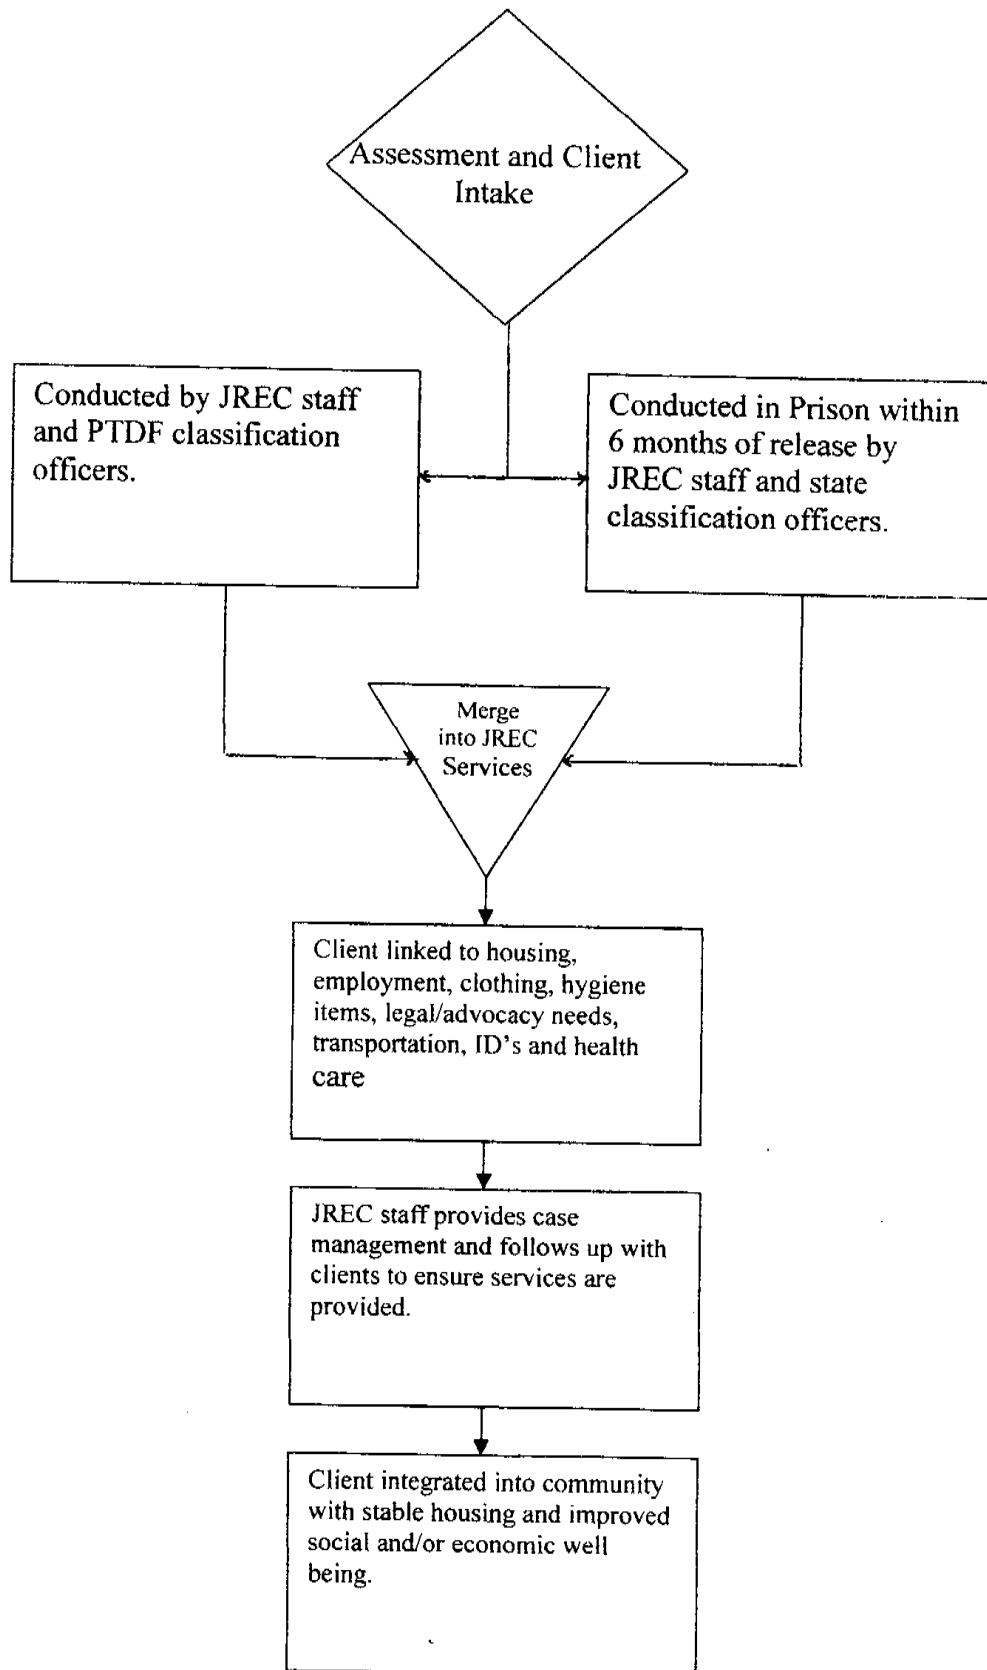 Assessment and Client
Intake
Conducted by JREC staff
and PTDF classification
officers.
Conducted in Prison within
6 months of release by
JREC staff and state
classification officers.
Merge
into JREC
Services
Client linked to housing,
employment, clothing, hygiene
items, legal/advocacy needs,
transportation, ID's and health
care
JREC staff provides case
management and follows up with
clients to ensure services are
provided.
Client integrated into community
with stable housing and improved
social and/or economic well
being.